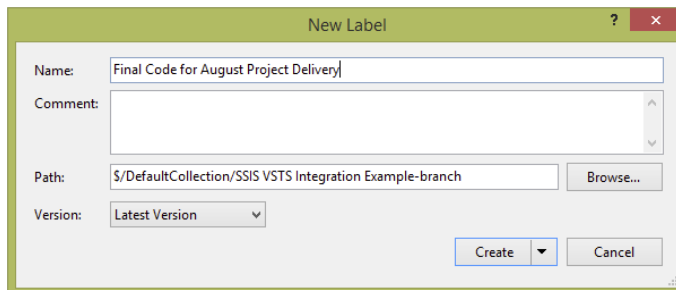 New Label
?
x
Name:
Final Code for August Project Delivery
Comment:
Path:
$/DefaultCollection/SSIS VSTS Integration Example-branch
Browse...
Version:
Latest Version
Create
Cancel